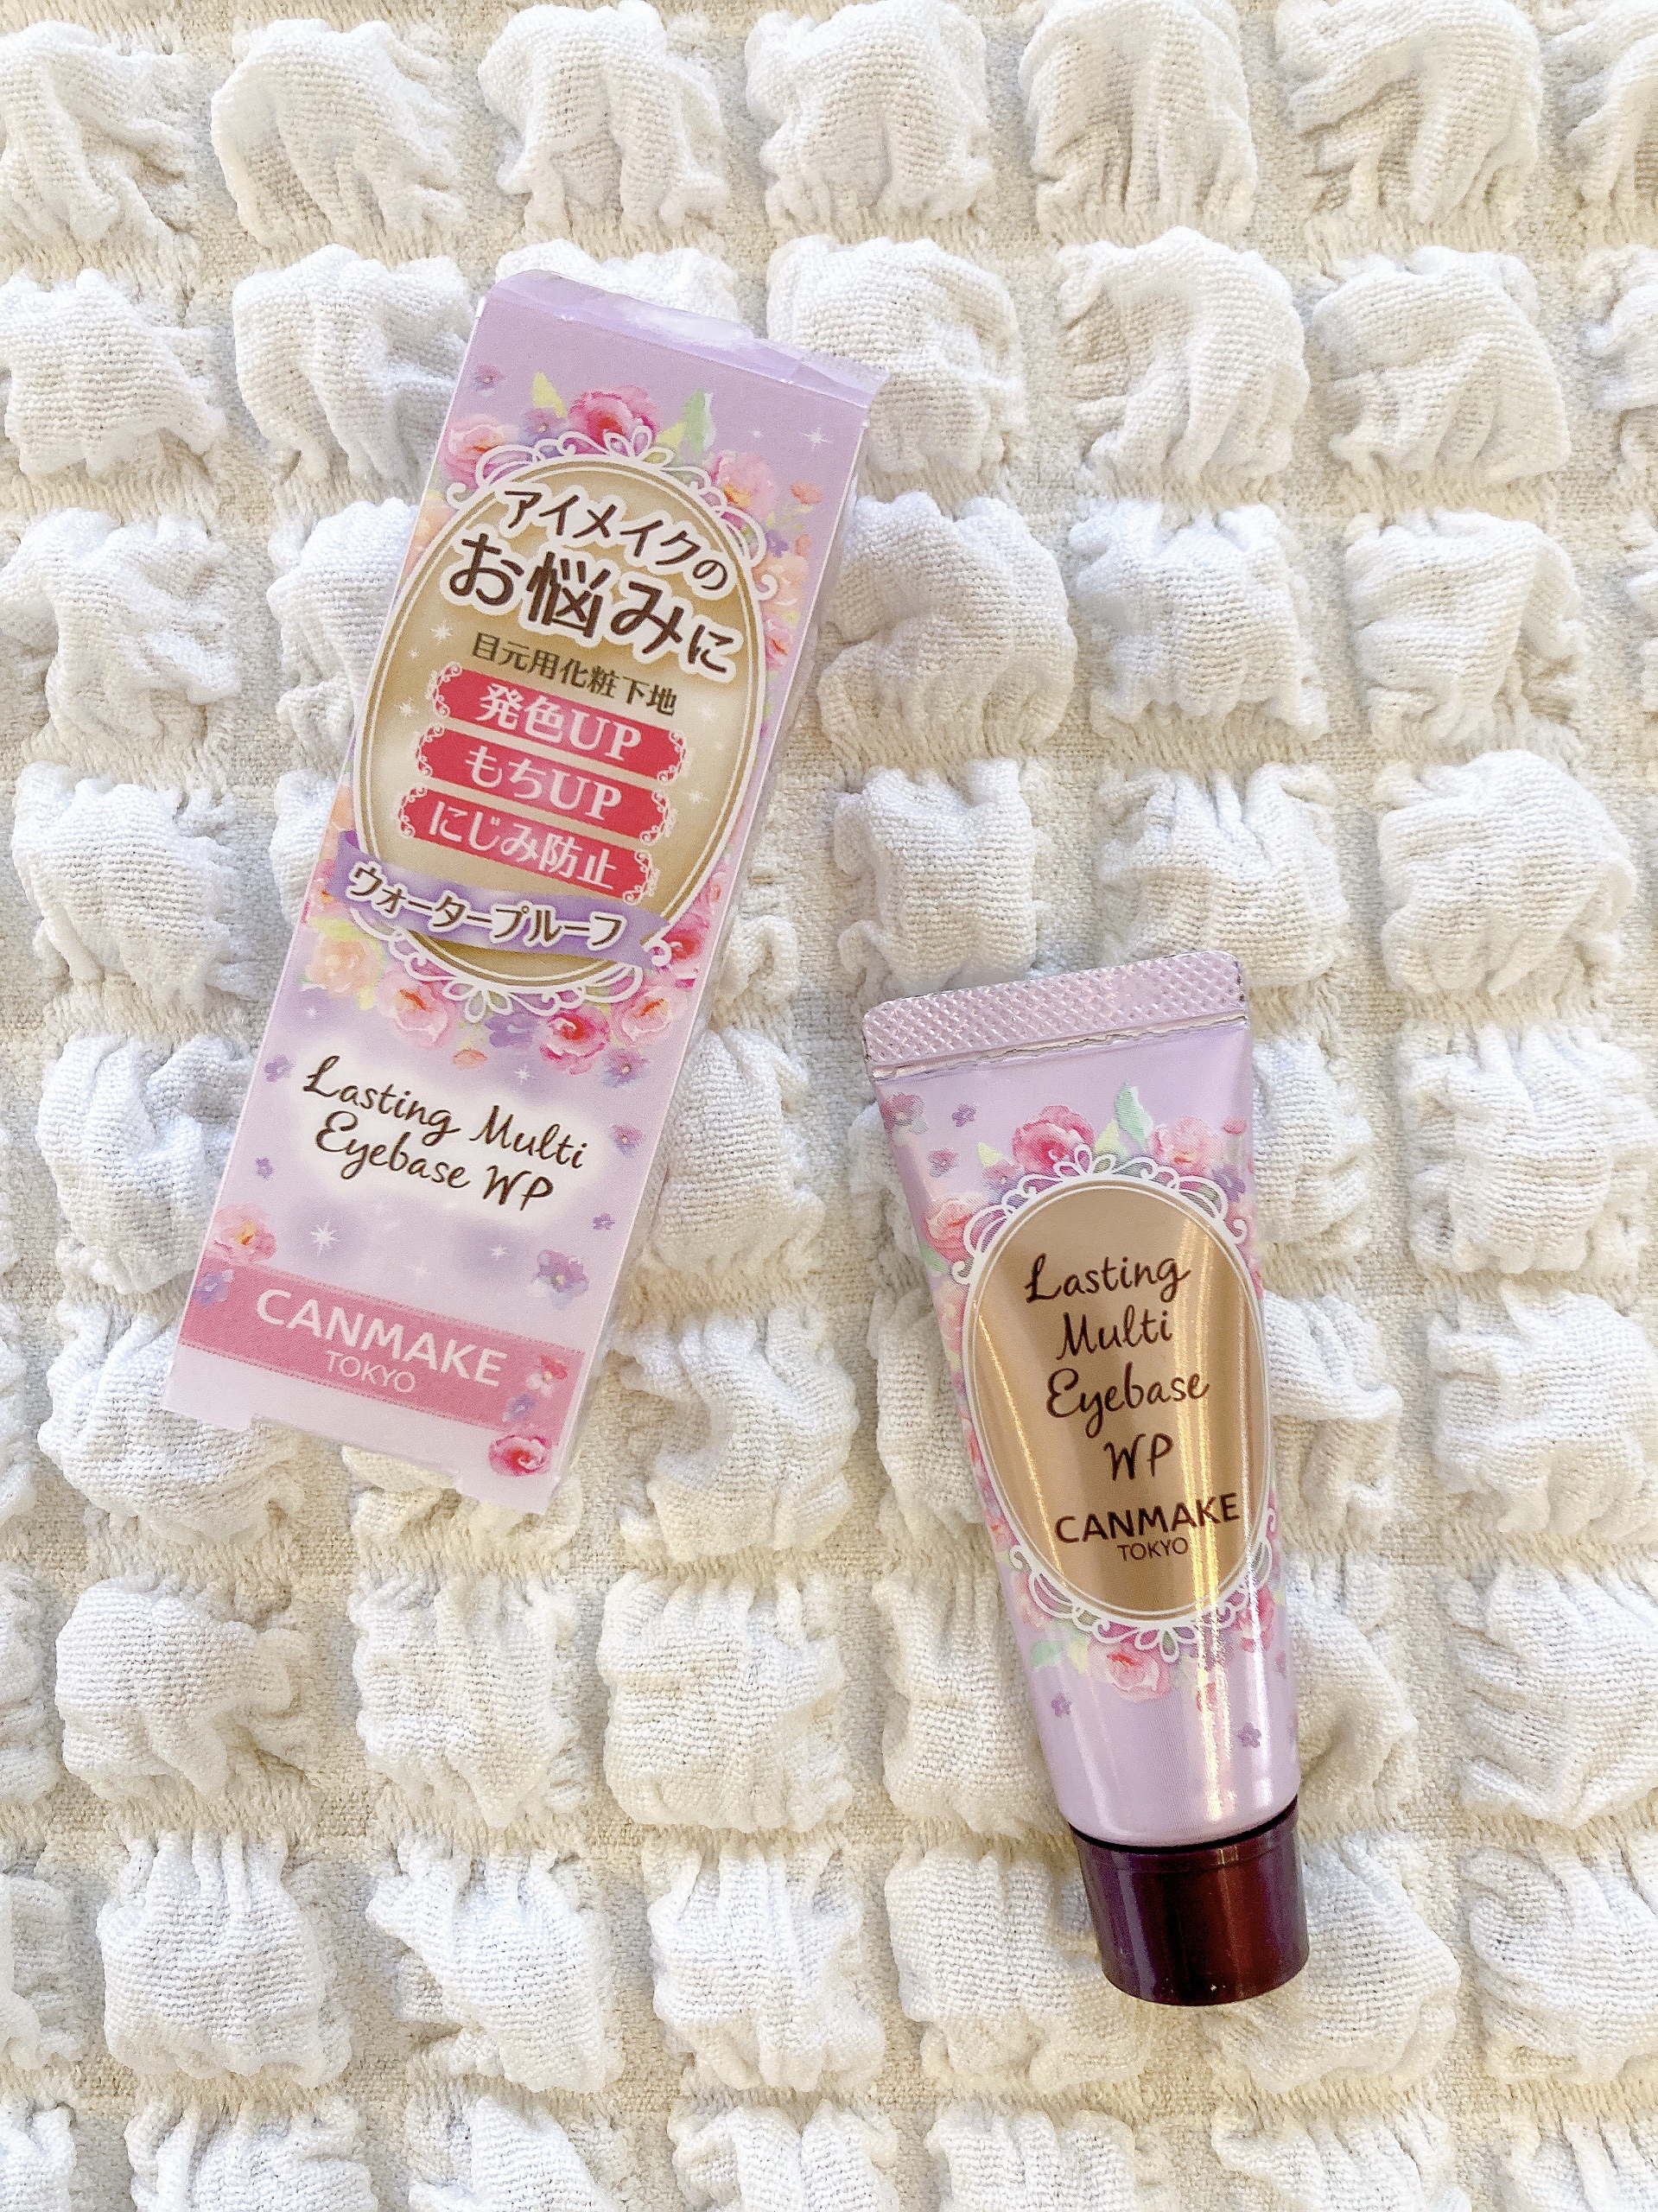 アイメイクの
お悩みに
目元用化粧下地
発色UP
もちUP
にじみ防止
ウォータープルーフ
Lasting Multi
Eyebase WP
CANMAKE
TOKYO
Lasting
Multi
Eyebase
WP
CANMAKE
TOKYO